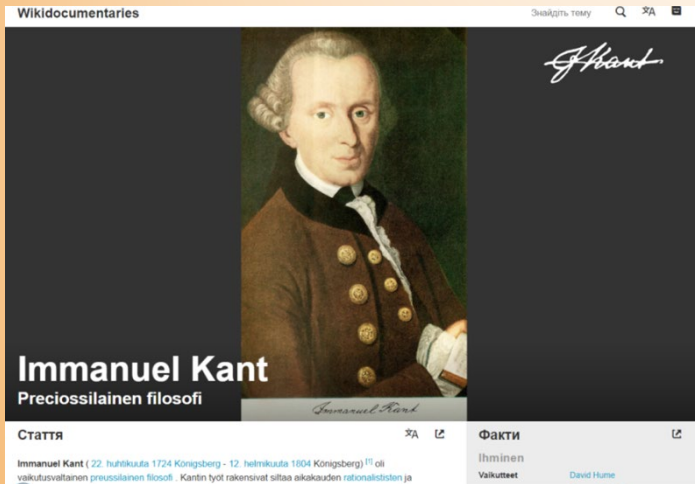 Wikidocumentaries
Знайдіть тему
J Kant
Immanuel Kant
Preciossilainen filosofi
Immanuel Kant
Стаття
Факти
Immanuel Kant ( 22. huhtikuuta 1724 Königsberg - 12. helmikuuta 1804 Königsberg) [1] oli
vaikutusvaltainen preussilainen filosofi . Kantin työt rakensivat siltaa aikakauden rationalististen ja
Ihminen
Vaikutteet
David Hume